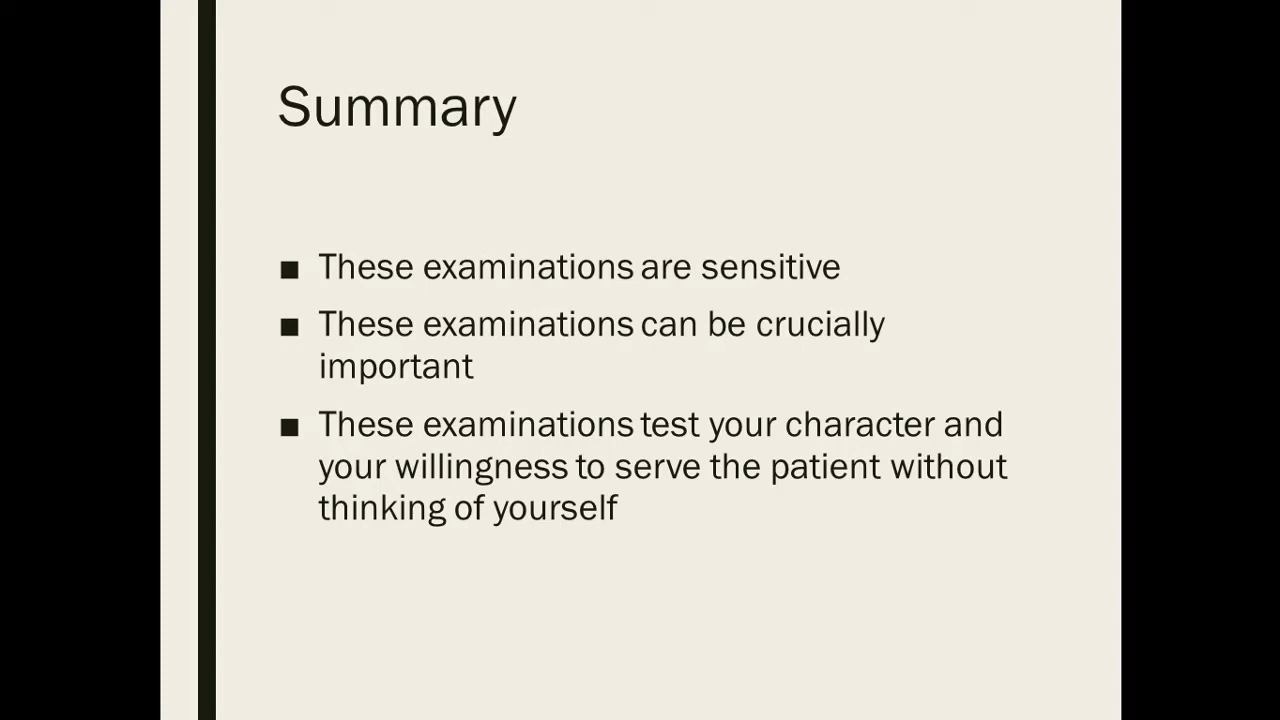 Summary
■ These examinations are sensitive
■ These examinations can be crucially
important
■ These examinations test your character and
your willingness to serve the patient without
thinking of yourself